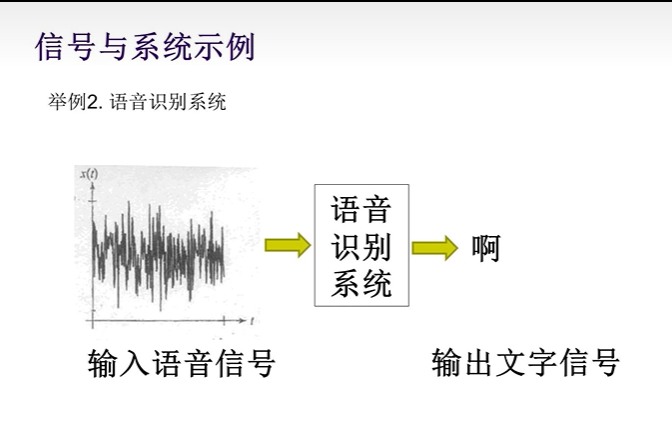 信号与系统示例
举例2. 语音识别系统
x(t)
语音
识别
系统
啊
t
输入语音信号
输出文字信号